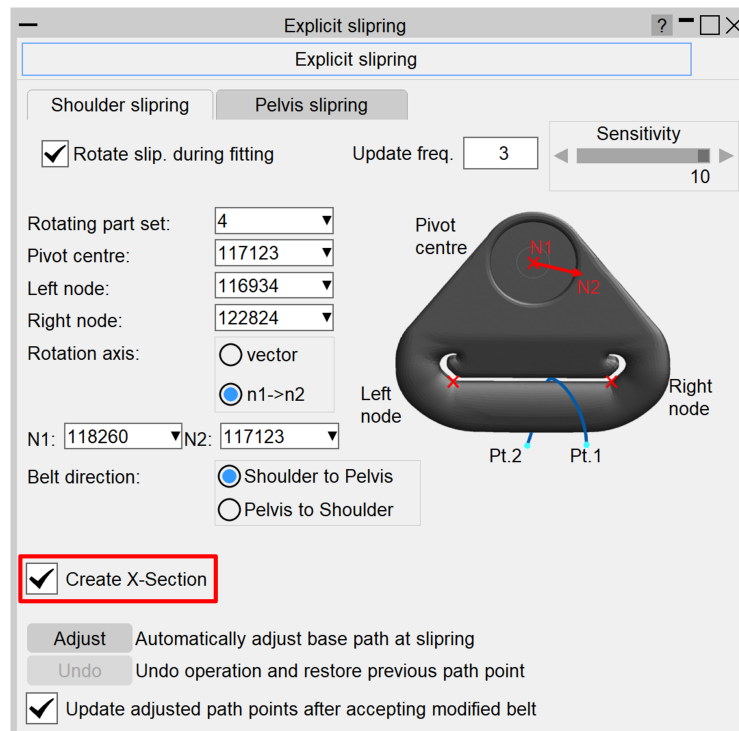 Explicit slipring
?
Explicit slipring
Shoulder slipring
Pelvis slipring
Rotate slip. during fitting
Update freq.
3
Sensitivity
10
Rotating part set:
4
Pivot centre:
117123
Left node:
116934
Right node:
122824
Rotation axis:
vector
n1->n2
N1:
118260
N2:
117123
Belt direction:
Shoulder to Pelvis
Pelvis to Shoulder
Pivot
centre
N1
N2
Left
node
Right
node
Pt.2
Pt.1
Create X-Section
Adjust
Automatically adjust base path at slipring
Undo
Undo operation and restore previous path point
Update adjusted path points after accepting modified belt